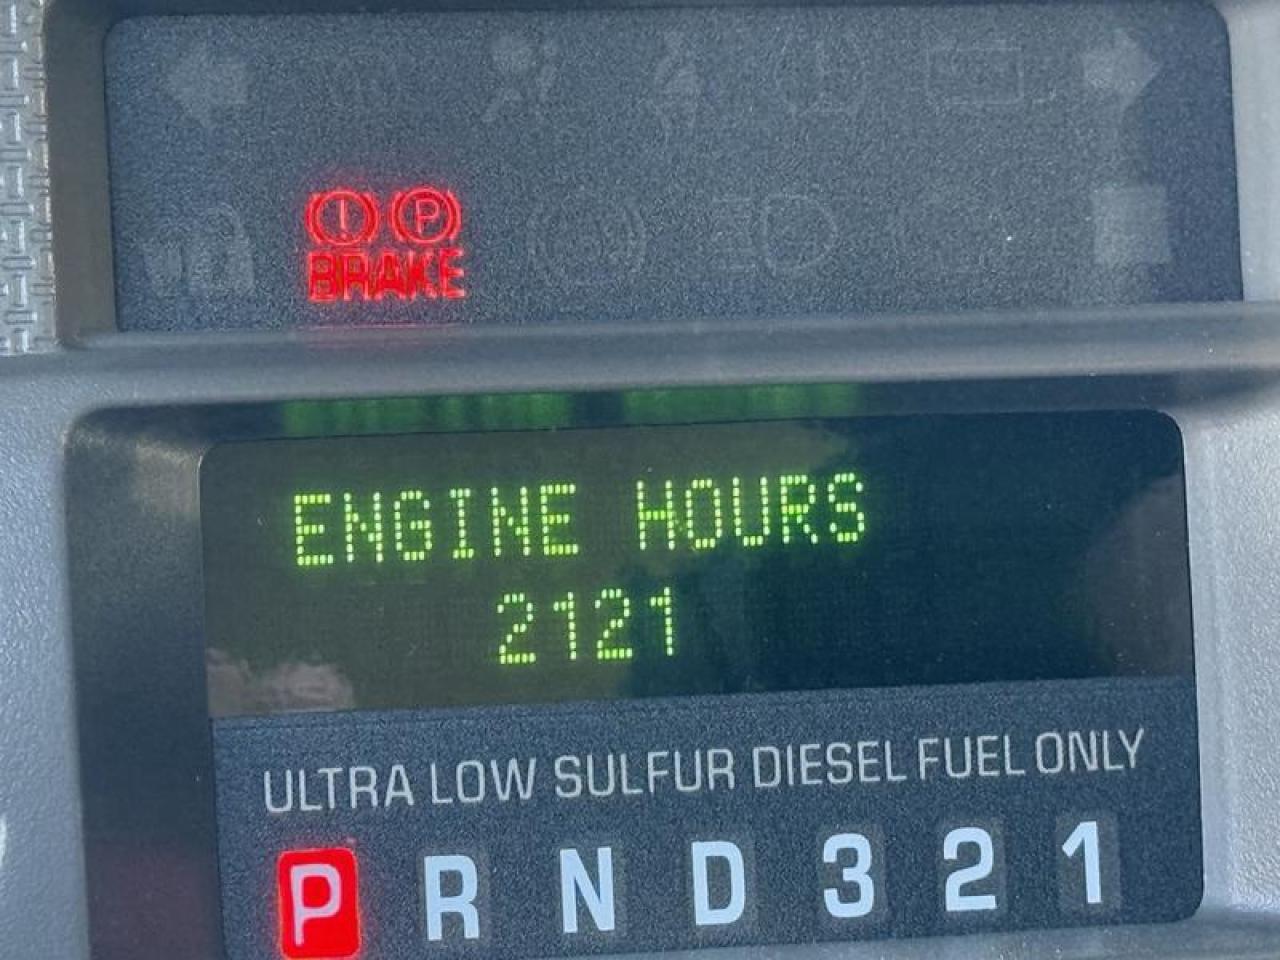 BRAKE
ENGINE HOURS
2121
ULTRA LOW SULFUR DIESEL FUEL ONLY
P R N D 3 2 1